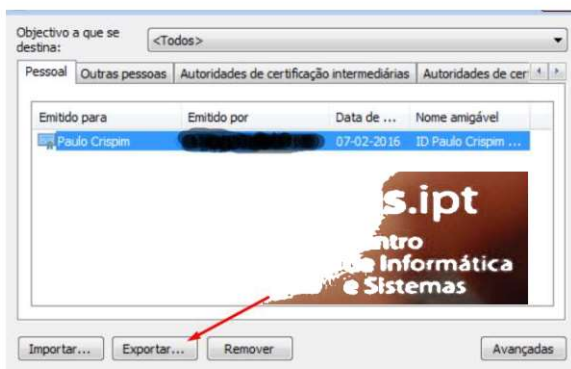 Objectivo a que se destina:
<Todos>
Pessoal Outras pessoas Autoridades de certificação intermediárias Autoridades de cer
Emitido para Emitido por Data de ... Nome amigável
Paulo Crispim 07-02-2016 ID Paulo Crispim ...
s.ipt
ntro
de Informática
e Sistemas
Importar... Exportar... Remover Avançadas